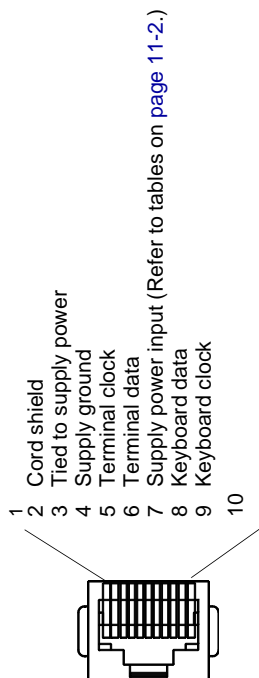 1
2 Cord shield
3 Tied to supply power
4 Supply ground
5 Terminal clock
6 Terminal data
7 Supply power input (Refer to tables on page 11-2.)
8 Keyboard data
9 Keyboard clock
10